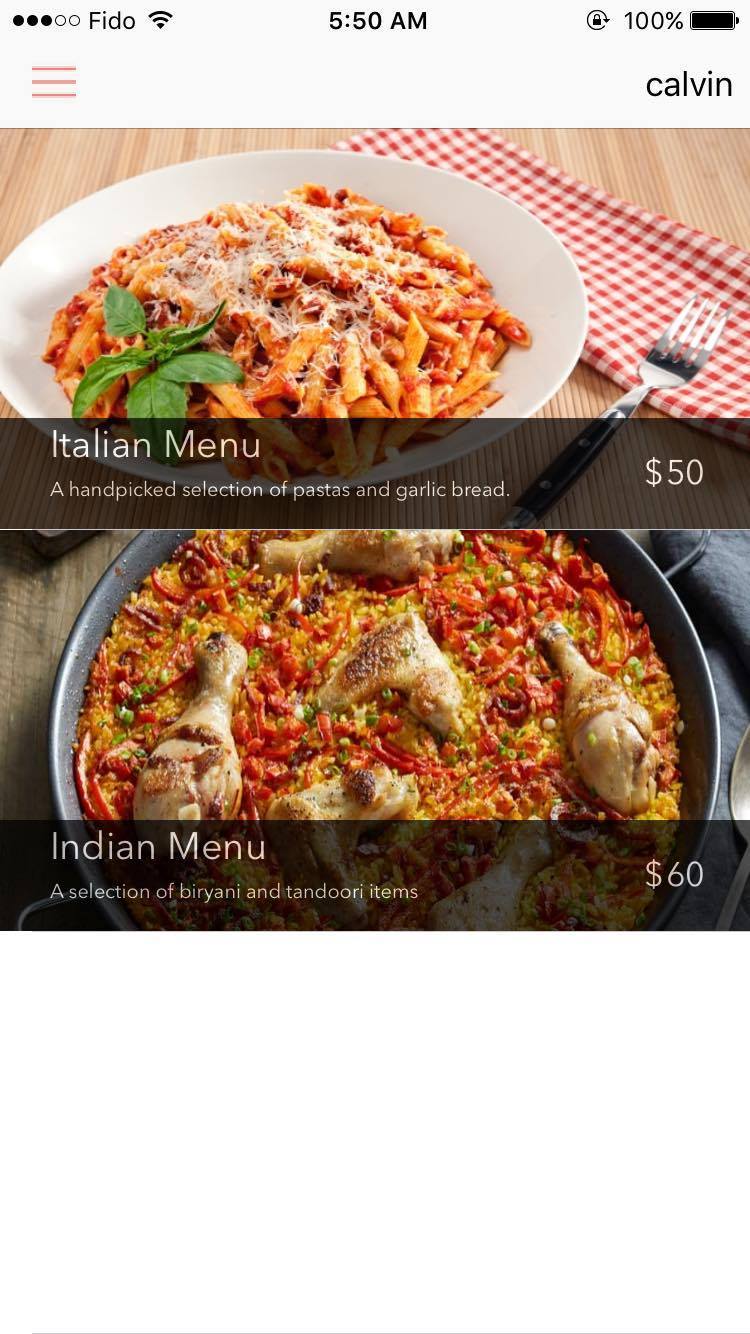 Fido 5:50 AM 100%
calvin
Italian Menu
A handpicked selection of pastas and garlic bread.
$50
Indian Menu
A selection of biryani and tandoori items
$60